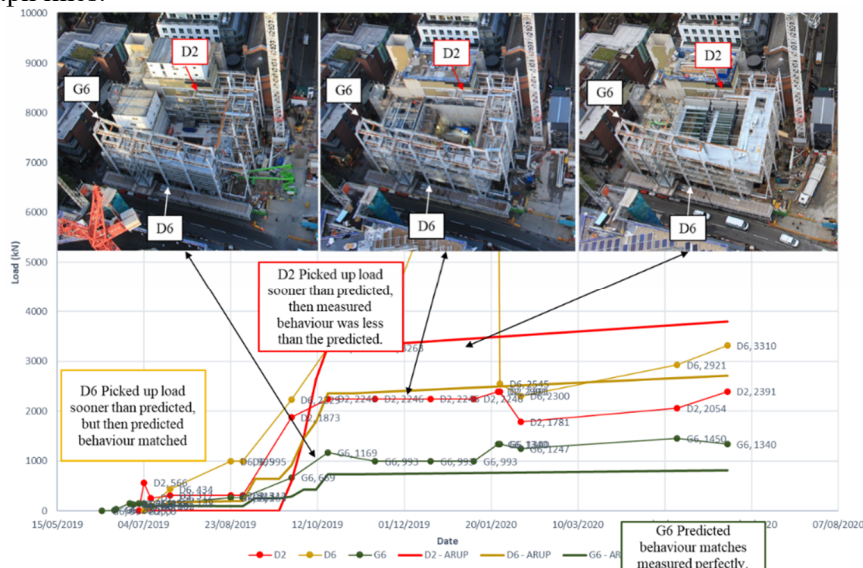 10000
9000
8000
7000
6000
5000
4000
3000
2000
1000
0
Load (kN)
D2
G6
D6
D2
G6
D6
D2
G6
D6
D2 Picked up load
sooner than predicted,
then measured
behaviour was less
than the predicted.
D6 Picked up load
sooner than predicted,
but then predicted
behaviour matched
D2, 566
D6, 434
D2, 1873
G6, 669
G6, 1169
D2, 2246
D2, 2246
G6, 993
G6, 993
G6, 993
D2, 2246
D6, 2545
D6, 2300
D2, 1781
G6, 1247
D6, 2921
D2, 2054
G6, 1450
D6, 3310
D2, 2391
G6, 1340
15/05/2019
04/07/2019
23/08/2019
12/10/2019
01/12/2019
20/01/2020
10/03/2020
07/08/2020
Date
D2
D6
G6
D2 - ARUP
D6 - ARUP
G6 - AR
G6 Predicted
behaviour matches
measured perfectly.